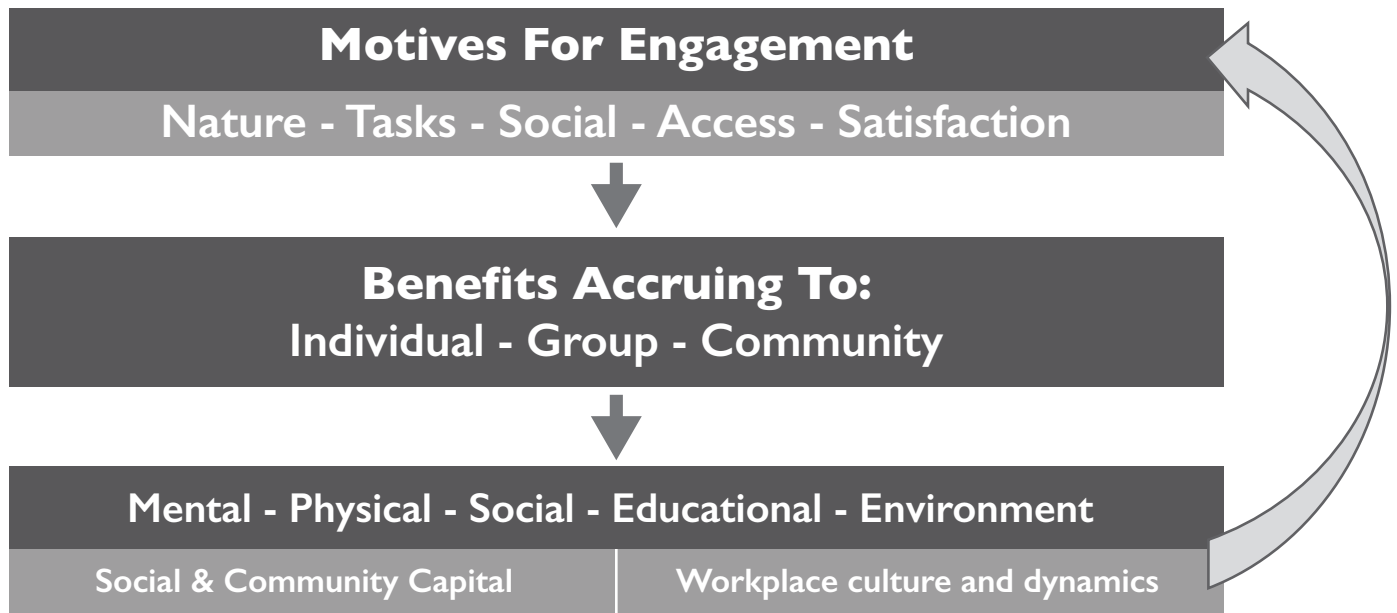 Motives For Engagement
Nature - Tasks - Social - Access - Satisfaction
Benefits Accruing To:
Individual - Group - Community
Mental - Physical - Social - Educational - Environment
Social & Community Capital
Workplace culture and dynamics